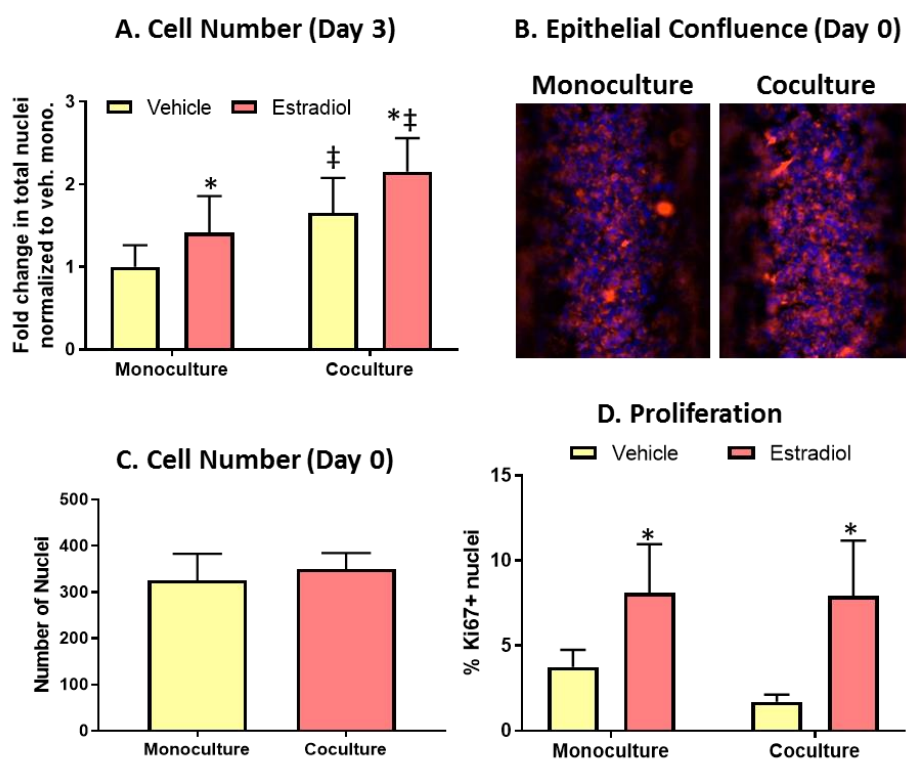 A. Cell Number (Day 3)
Vehicle
Estradiol
Fold change in total nuclei
normalized to veh. mono.
3
2
1
0
*
‡
*‡
Monoculture
Coculture
B. Epithelial Confluence (Day 0)
Monoculture
Coculture
C. Cell Number (Day 0)
Number of Nuclei
500
400
300
200
100
0
Monoculture
Coculture
D. Proliferation
Vehicle
Estradiol
% Ki67+ nuclei
15
10
5
0
*
*
Monoculture
Coculture